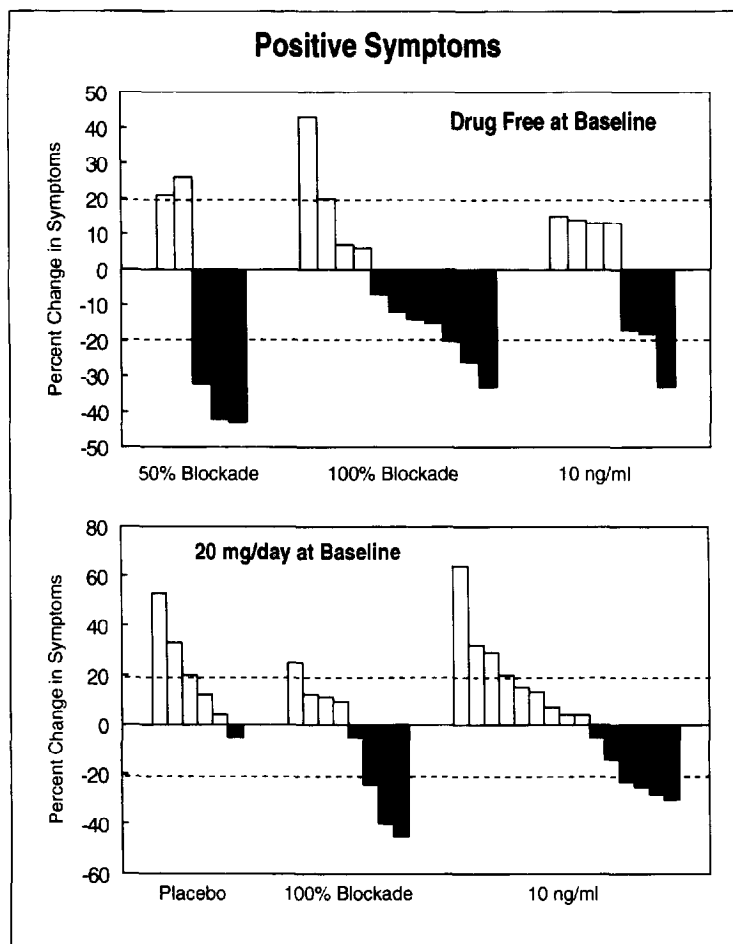 Positive Symptoms
Drug Free at Baseline
Percent Change in Symptoms
50
40
30
20
10
0
-10
-20
-30
-40
-50
50% Blockade 100% Blockade 10 ng/ml
20 mg/day at Baseline
Percent Change in Symptoms
80
60
40
20
0
-20
-40
-60
Placebo 100% Blockade 10 ng/ml